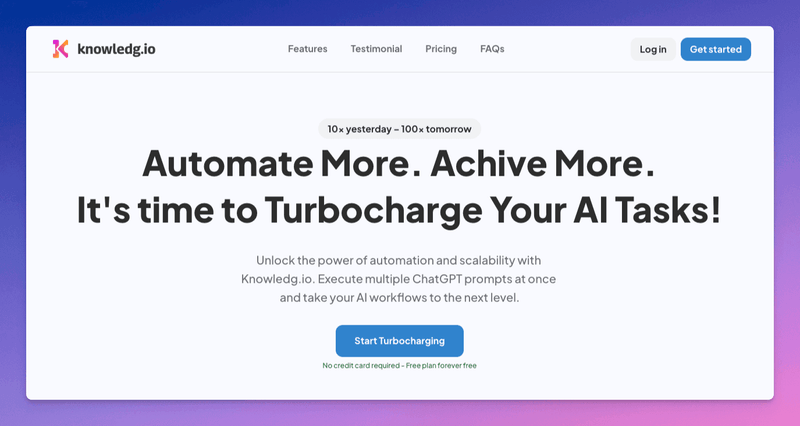 knowledg.io
Features Testimonial Pricing FAQs
Log in Get started
10× yesterday – 100× tomorrow
Automate More. Achive More.
It's time to Turbocharge Your AI Tasks!
Unlock the power of automation and scalability with
Knowledg.io. Execute multiple ChatGPT prompts at once
and take your AI workflows to the next level.
Start Turbocharging
No credit card required – Free plan forever free